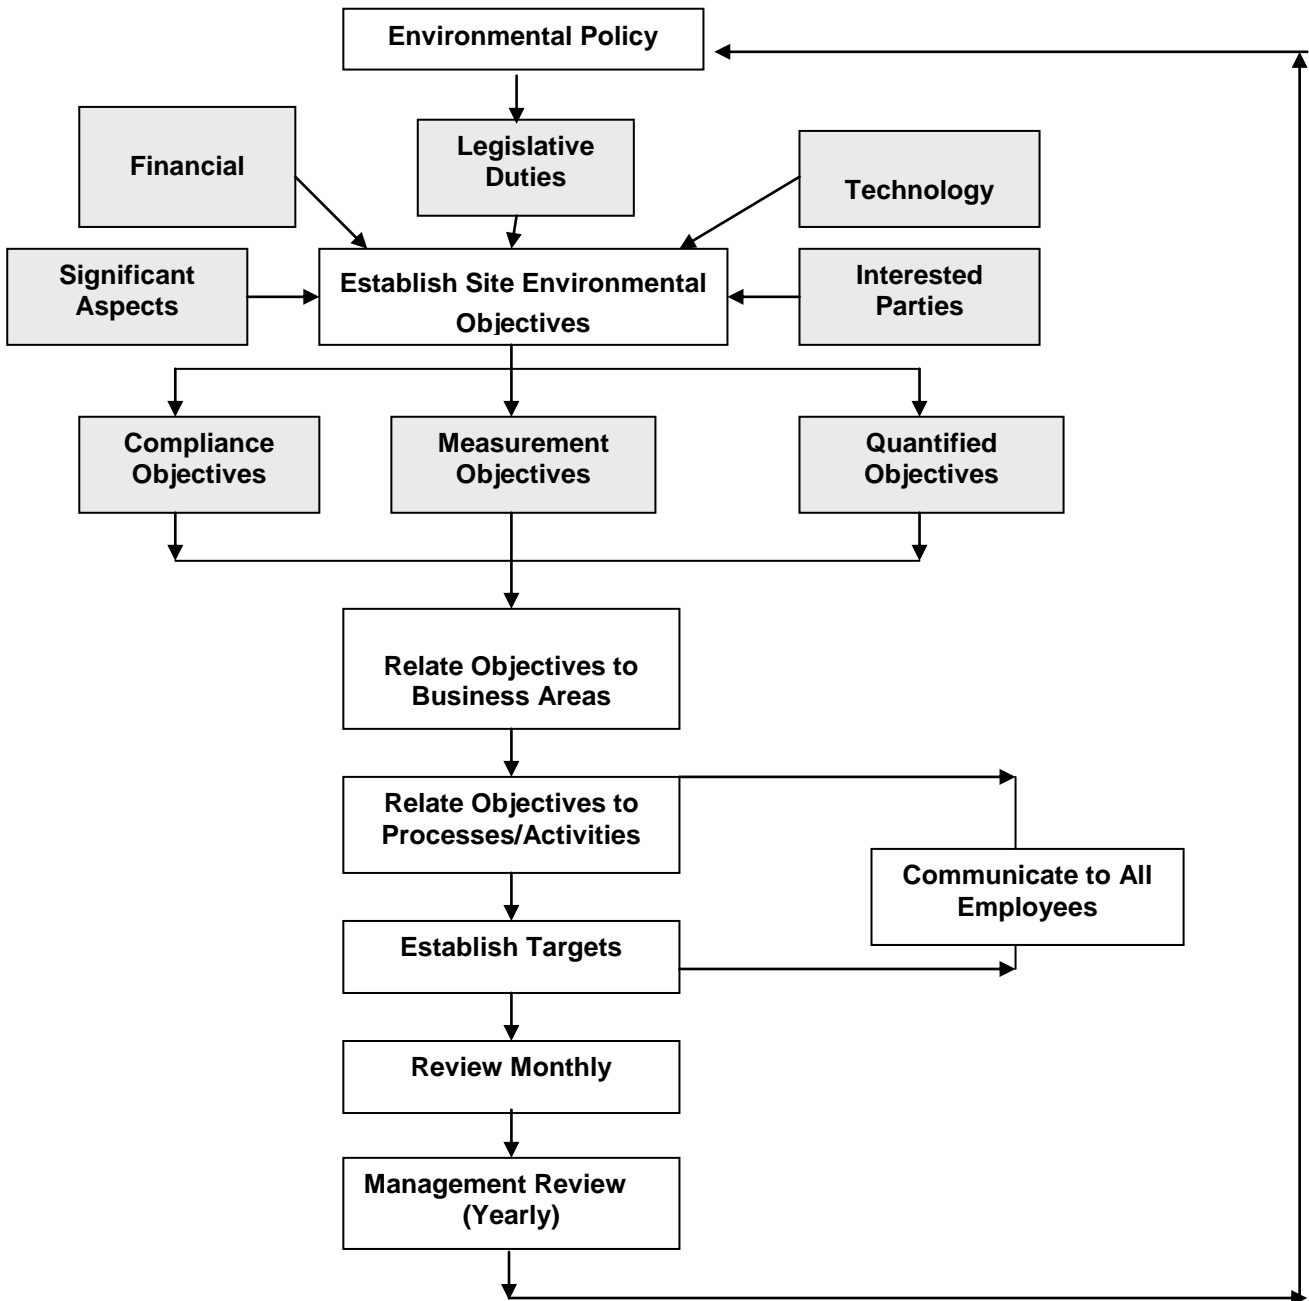 Environmental Policy
Financial
Legislative
Duties
Technology
Significant
Aspects
Establish Site Environmental
Objectives
Interested
Parties
Compliance
Objectives
Measurement
Objectives
Quantified
Objectives
Relate Objectives to
Business Areas
Relate Objectives to
Processes/Activities
Communicate to All
Employees
Establish Targets
Review Monthly
Management Review
(Yearly)